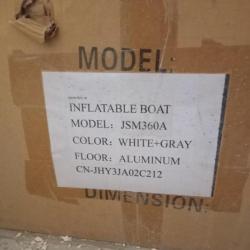 MODEL:
INFLATABLE BOAT
MODEL: JSM360A
COLOR: WHITE+GRAY
FLOOR: ALUMINUM
CN-JHY3JA02C212
DIMENSION: